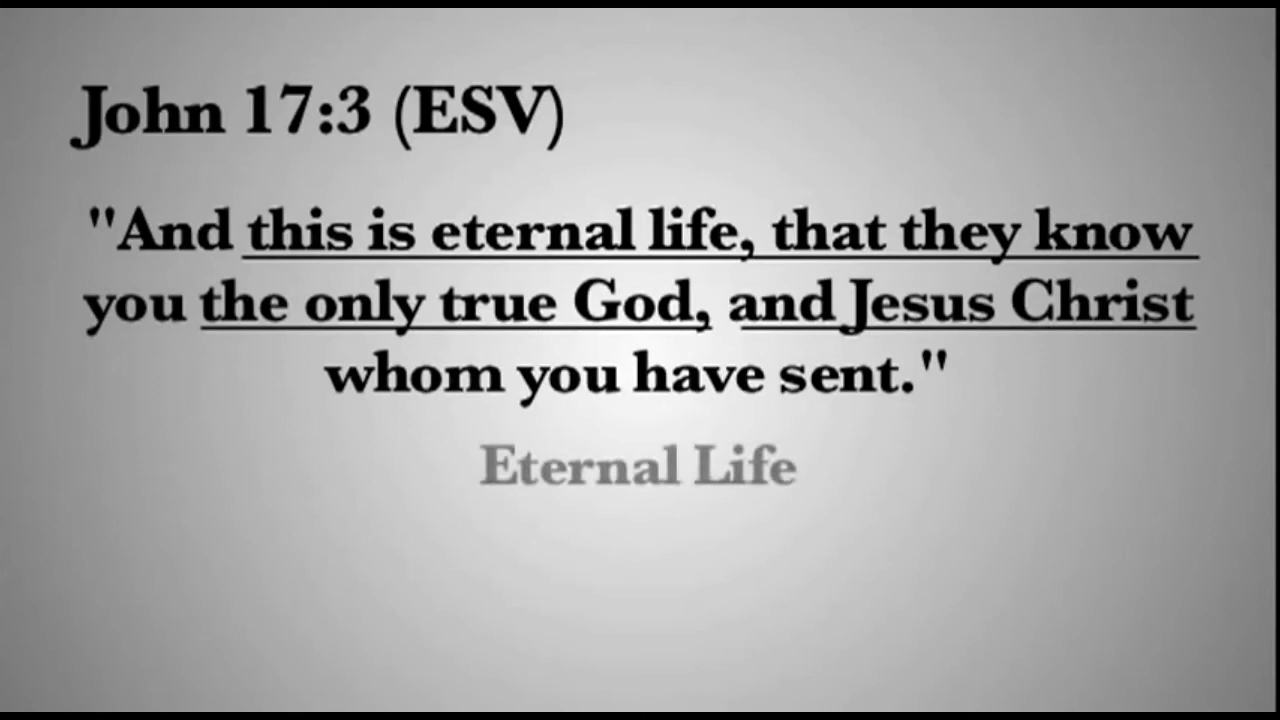 John 17:3 (ESV)
"And this is eternal life, that they know
you the only true God, and Jesus Christ
whom you have sent."
Eternal Life